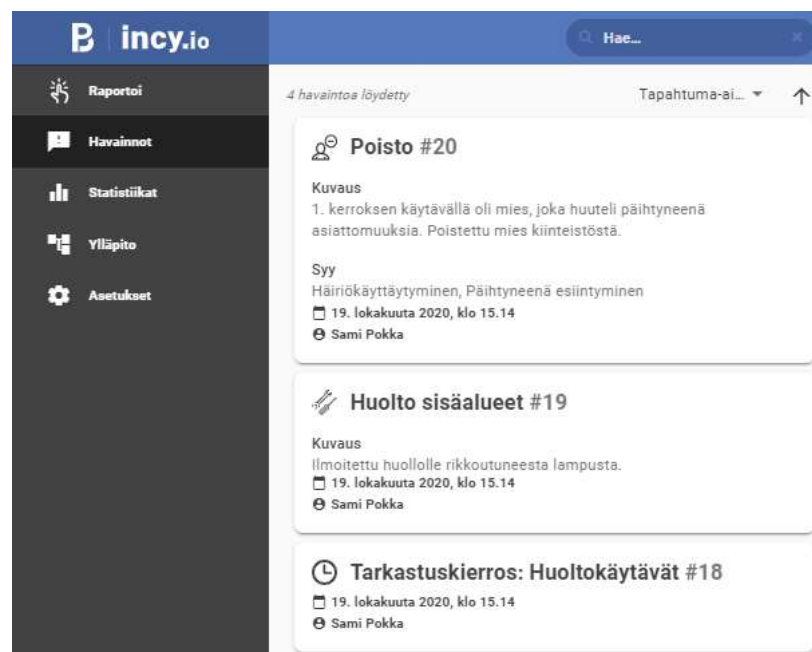 B incy.io
Hae...
Raportoi
Havainnot
Statistiikat
Ylläpito
Asetukset
4 havaintoa löydetty
Tapahtuma-ai...
Poisto #20
Kuvaus
1. kerroksen käytävällä oli mies, joka huuteli päihtyneenä
asiattomuuksia. Poistettu mies kiinteistöstä.
Syy
Häiriökäyttäytyminen, Päihtyneenä esiintyminen
19. lokakuuta 2020, klo 15.14
Sami Pokka
Huolto sisäalueet #19
Kuvaus
Ilmoitettu huollolle rikkoutuneesta lampusta.
19. lokakuuta 2020, klo 15.14
Sami Pokka
Tarkastuskierros: Huoltokäytävät #18
19. lokakuuta 2020, klo 15.14
Sami Pokka